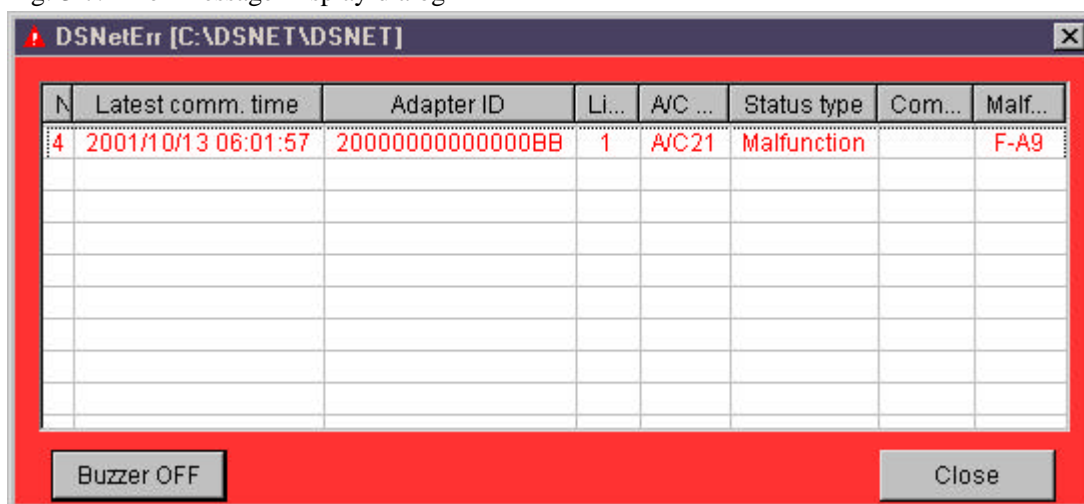 DSNetErr [C:\DSNET\DSNET]
N Latest comm. time Adapter ID Li... A/C ... Status type Com... Malf...
4 2001/10/13 06:01:57 20000000000000BB 1 A/C21 Malfunction F-A9
Buzzer OFF Close